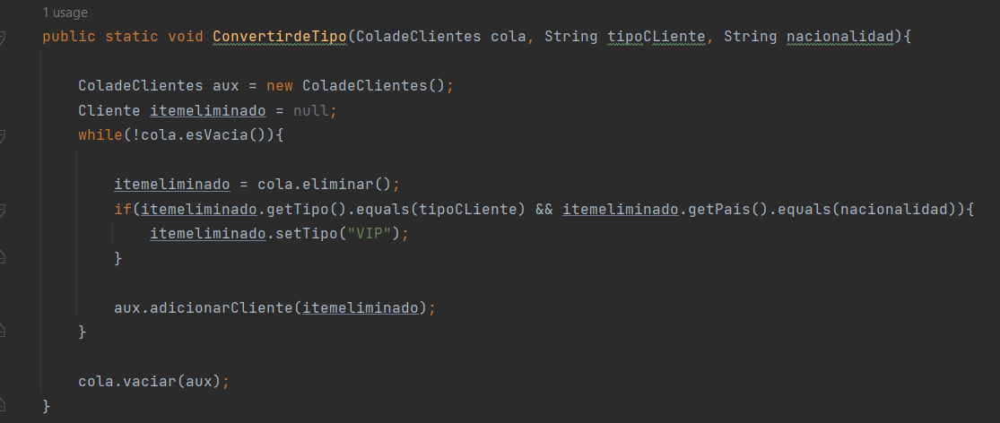 1 usage
public static void ConvertirdeTipo(ColadeClientes cola, String tipoCLiente, String nacionalidad){
ColadeClientes aux = new ColadeClientes();
Cliente itemeliminado = null;
while(!cola.esVacia()){
itemeliminado = cola.eliminar();
if(itemeliminado.getTipo().equals(tipoCLiente) && itemeliminado.getPais().equals(nacionalidad)){
itemeliminado.setTipo("VIP");
}
aux.adicionarCliente(itemeliminado);
}
cola.vaciar(aux);
}